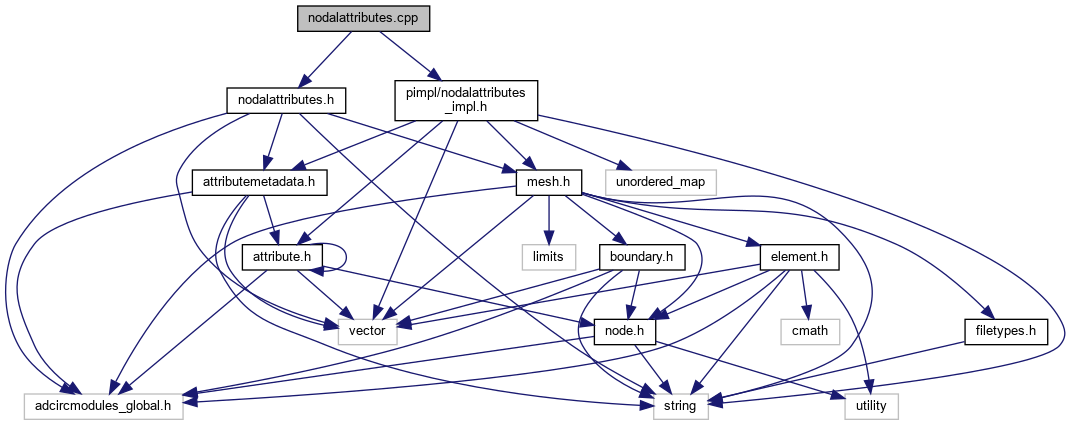 nodalattributes.cpp
nodalattributes.h
pimpl/nodalattributes
_impl.h
attributemetadata.h
mesh.h
unordered_map
attribute.h
limits
boundary.h
element.h
vector
node.h
cmath
filetypes.h
adcircmodules_global.h
string
utility